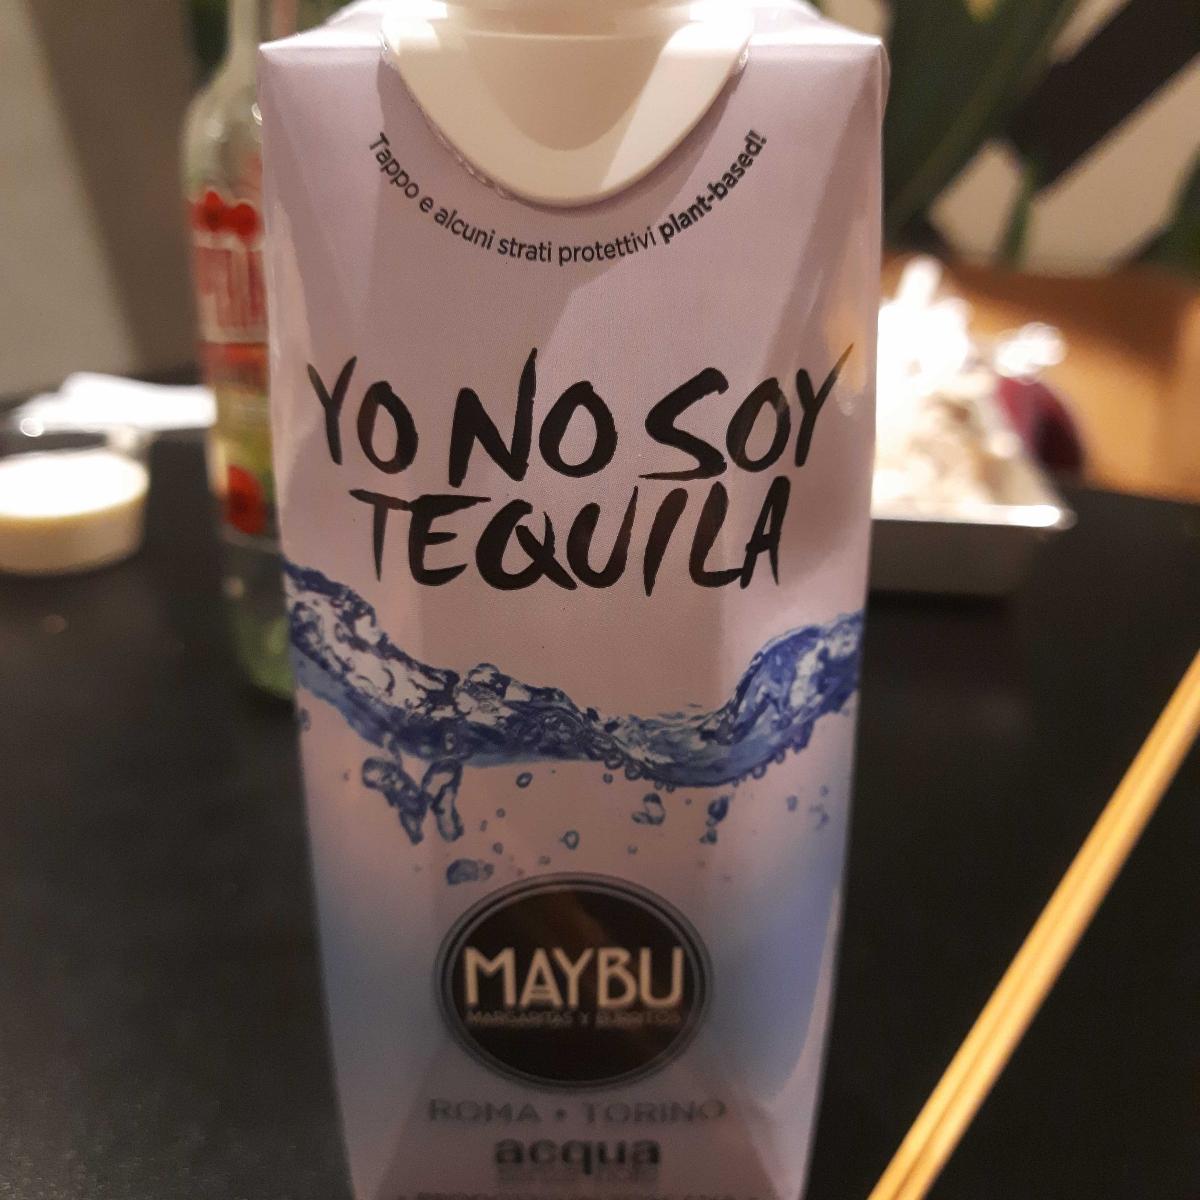 Tappo e alcuni strati protettivi plant-based!
YO NO SOY
TEQUILA
MAYBU
MARGARITAS Y BURRITOS
ROMA • TORINO
acqua